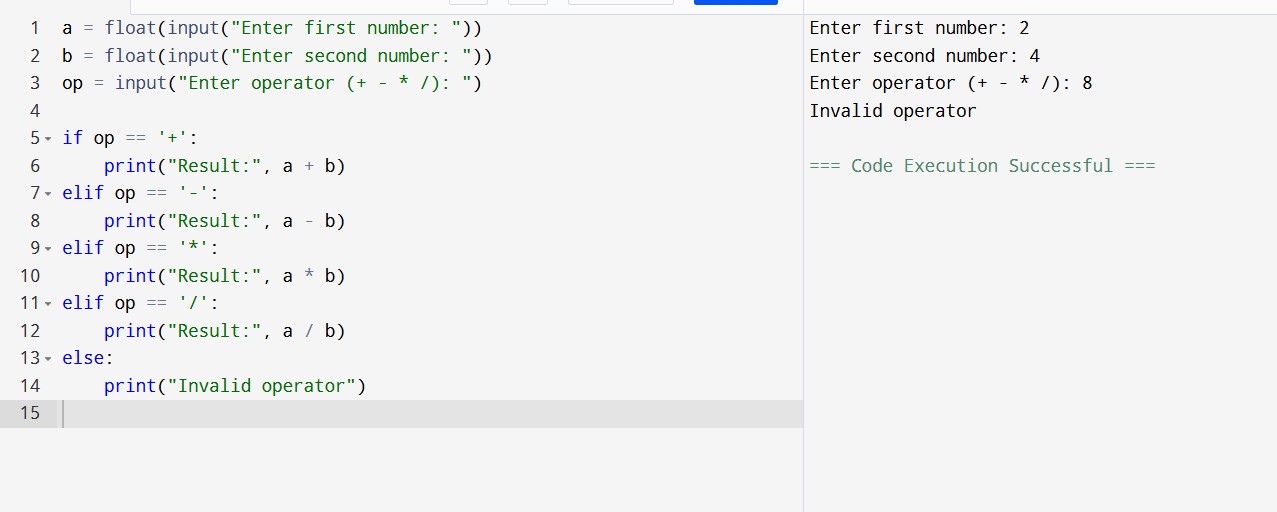 1 a = float(input("Enter first number: "))
2 b = float(input("Enter second number: "))
3 op = input("Enter operator (+ - * /): ")
4
5 if op == '+':
6     print("Result:", a + b)
7 elif op == '-':
8     print("Result:", a - b)
9 elif op == '*':
10     print("Result:", a * b)
11 elif op == '/':
12     print("Result:", a / b)
13 else:
14     print("Invalid operator")
15
Enter first number: 2
Enter second number: 4
Enter operator (+ - * /): 8
Invalid operator
=== Code Execution Successful ===